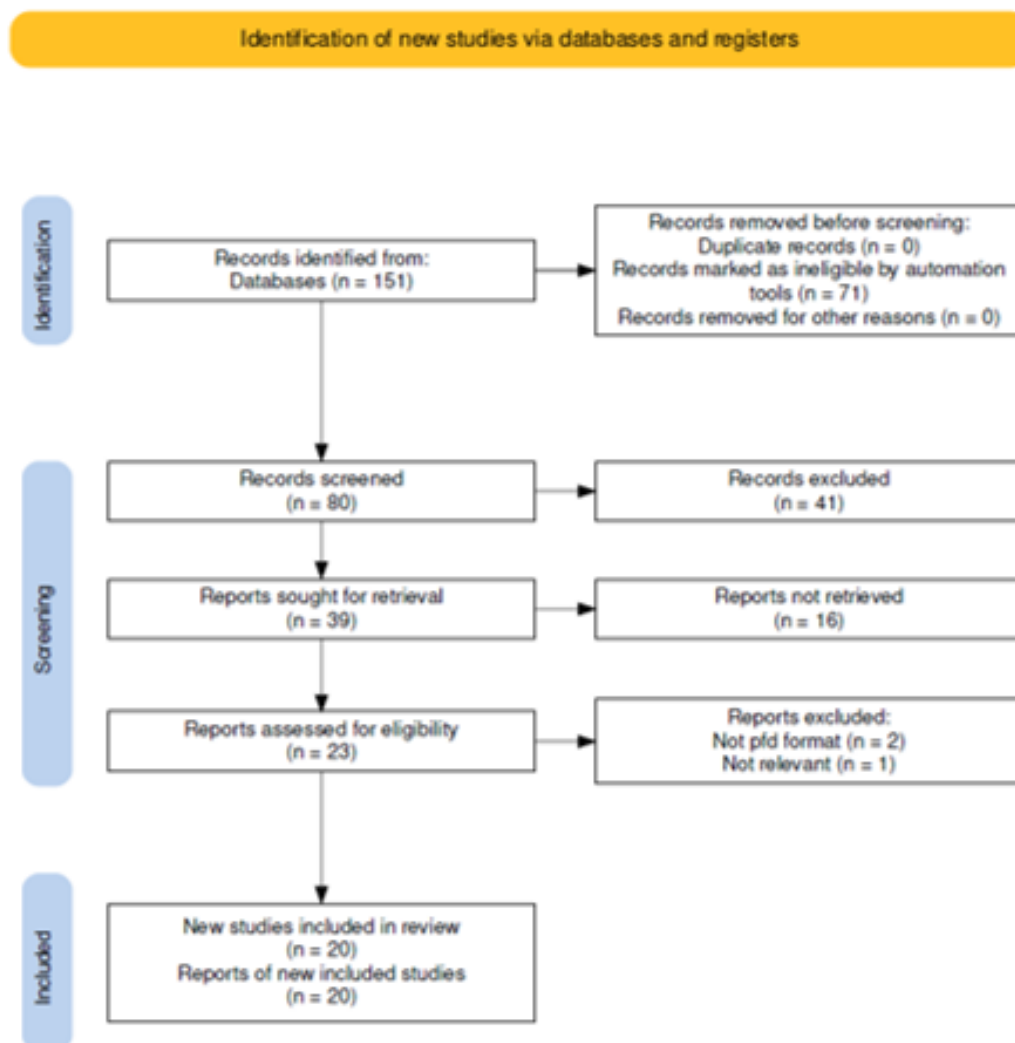 Identification of new studies via databases and registers
Identification
Records identified from:
Databases (n = 151)
Records removed before screening:
Duplicate records (n = 0)
Records marked as ineligible by automation
tools (n = 71)
Records removed for other reasons (n = 0)
Screening
Records screened
(n = 80)
Records excluded
(n = 41)
Reports sought for retrieval
(n = 39)
Reports not retrieved
(n = 16)
Reports assessed for eligibility
(n = 23)
Reports excluded:
Not pfd format (n = 2)
Not relevant (n = 1)
Included
New studies included in review
(n = 20)
Reports of new included studies
(n = 20)